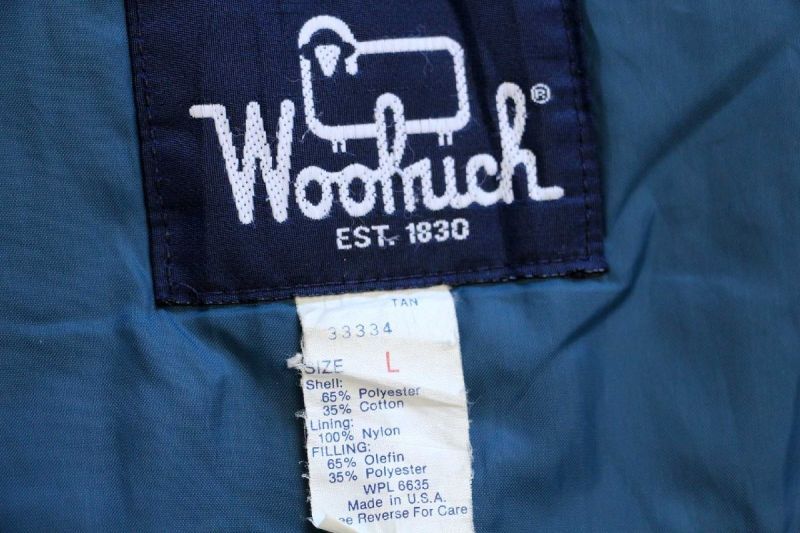 Woolrich®
EST. 1830
TAN
33334
SIZE L
Shell:
65% Polyester
35% Cotton
Lining:
100% Nylon
FILLING:
65% Olefin
35% Polyester
WPL 6635
Made in U.S.A.
Reverse For Care